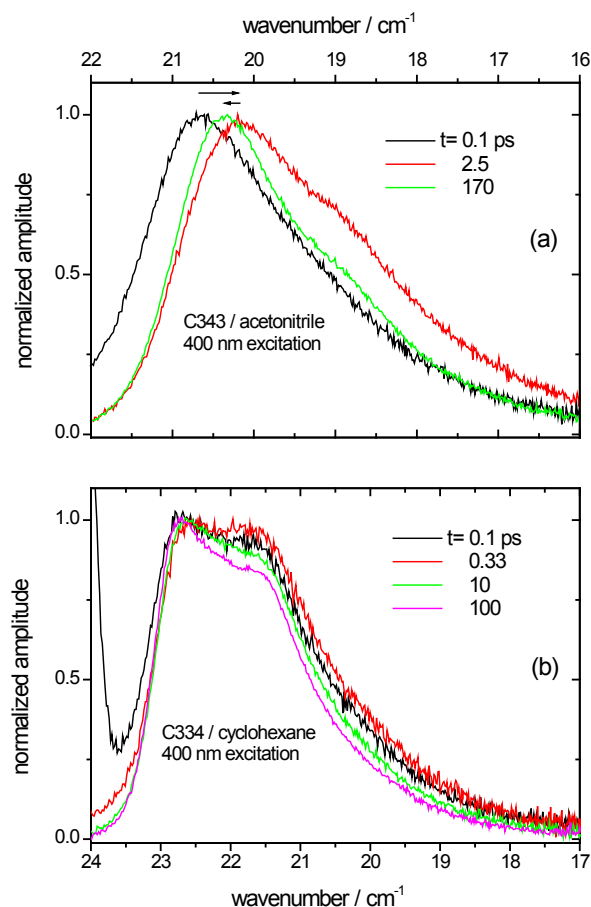 wavenumber / cm⁻¹
22 21 20 19 18 17 16
1.0
0.5
0.0
normalized amplitude
t= 0.1 ps
2.5
170
(a)
C343 / acetonitrile
400 nm excitation
1.0
0.5
0.0
normalized amplitude
t= 0.1 ps
0.33
10
100
(b)
C334 / cyclohexane
400 nm excitation
24 23 22 21 20 19 18 17
wavenumber / cm⁻¹